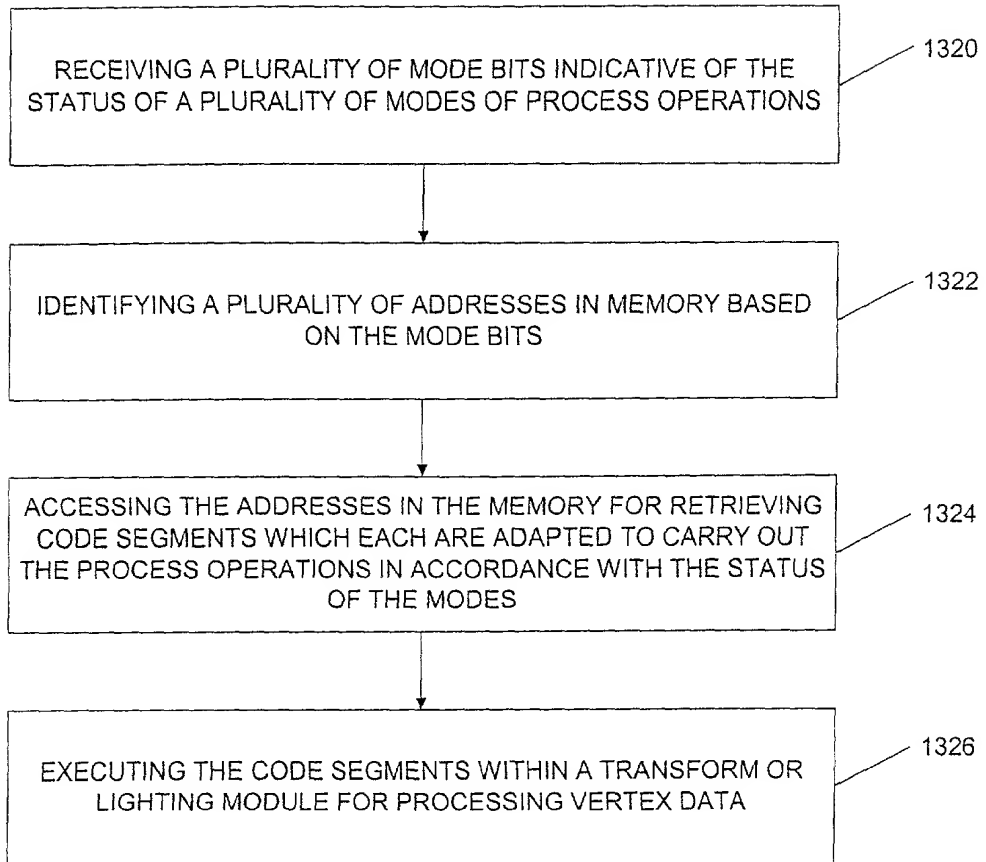 RECEIVING A PLURALITY OF MODE BITS INDICATIVE OF THE
STATUS OF A PLURALITY OF MODES OF PROCESS OPERATIONS
1320
IDENTIFYING A PLURALITY OF ADDRESSES IN MEMORY BASED
ON THE MODE BITS
1322
ACCESSING THE ADDRESSES IN THE MEMORY FOR RETRIEVING
CODE SEGMENTS WHICH EACH ARE ADAPTED TO CARRY OUT
THE PROCESS OPERATIONS IN ACCORDANCE WITH THE STATUS
OF THE MODES
1324
EXECUTING THE CODE SEGMENTS WITHIN A TRANSFORM OR
LIGHTING MODULE FOR PROCESSING VERTEX DATA
1326